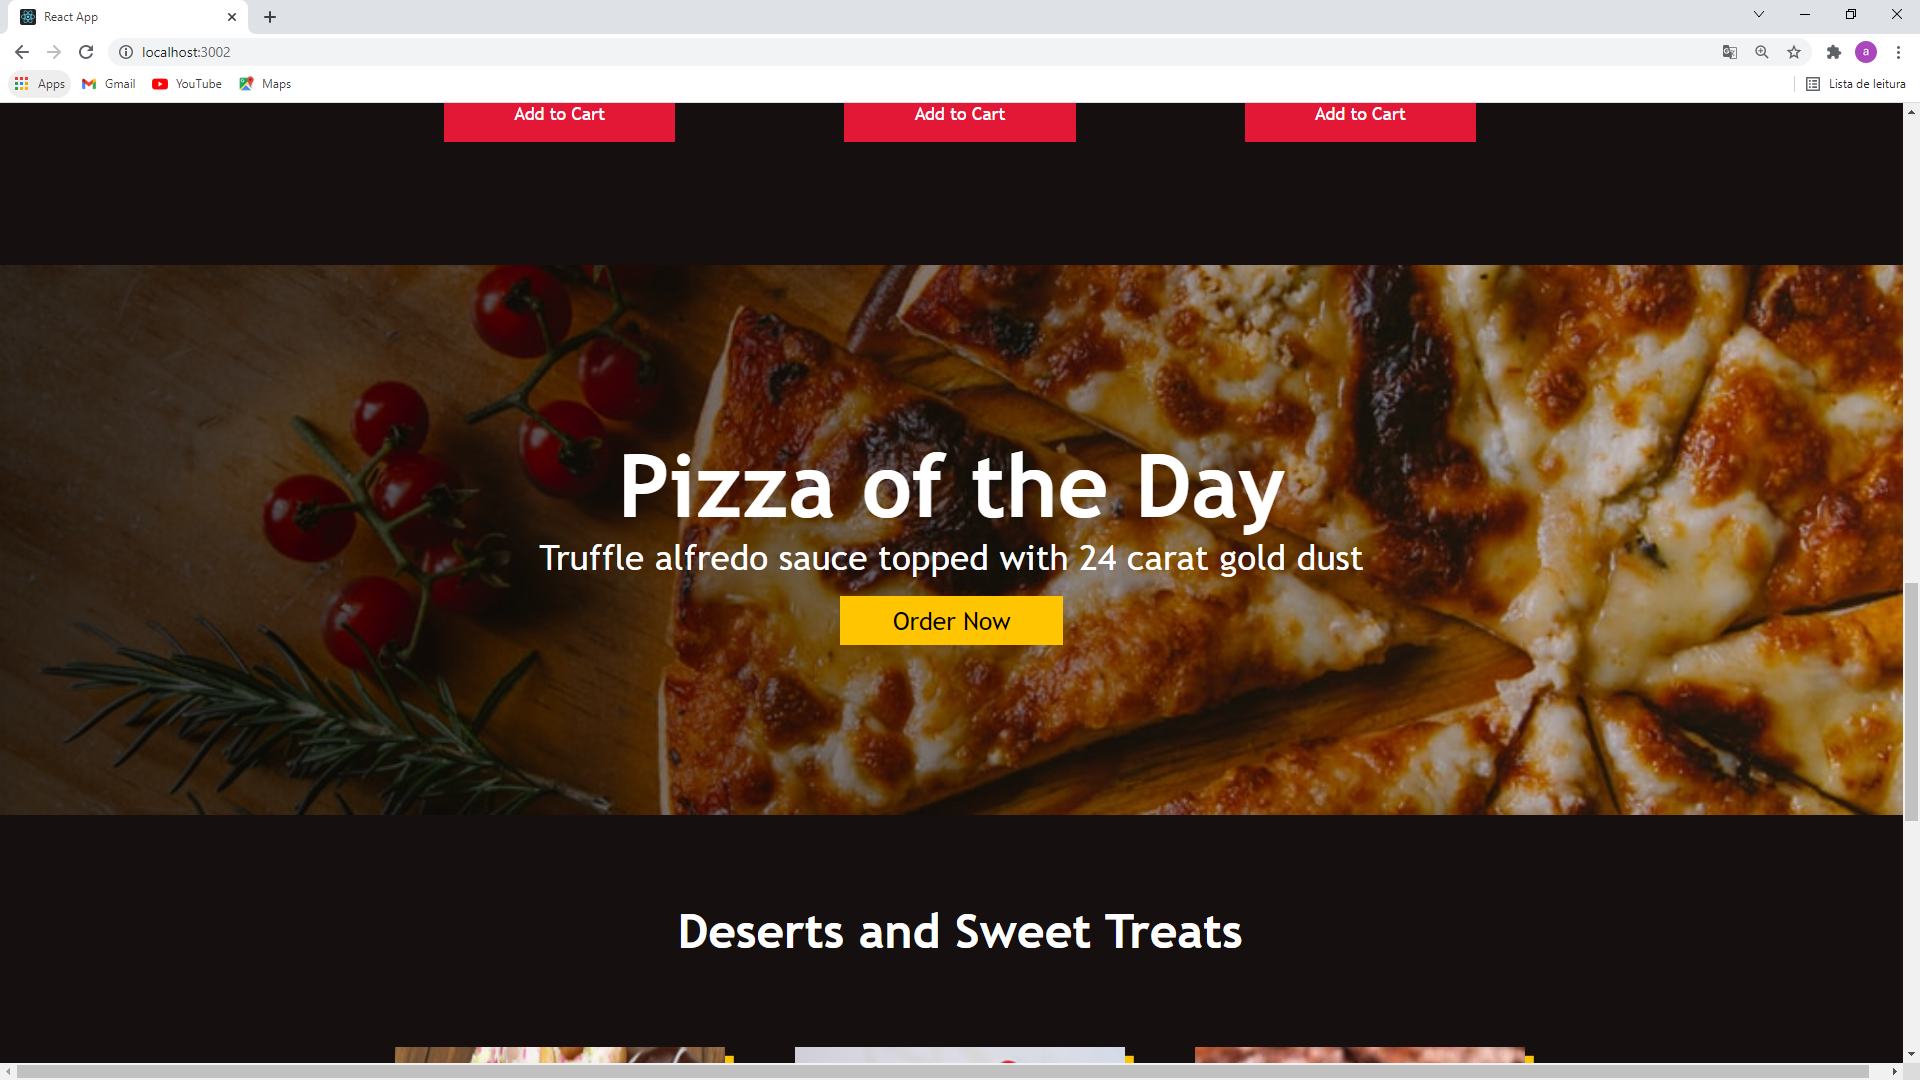 React App
localhost:3002
a
Apps
Gmail
YouTube
Maps
Lista de leitura
Add to Cart
Add to Cart
Add to Cart
Pizza of the Day
Truffle alfredo sauce topped with 24 carat gold dust
Order Now
Deserts and Sweet Treats